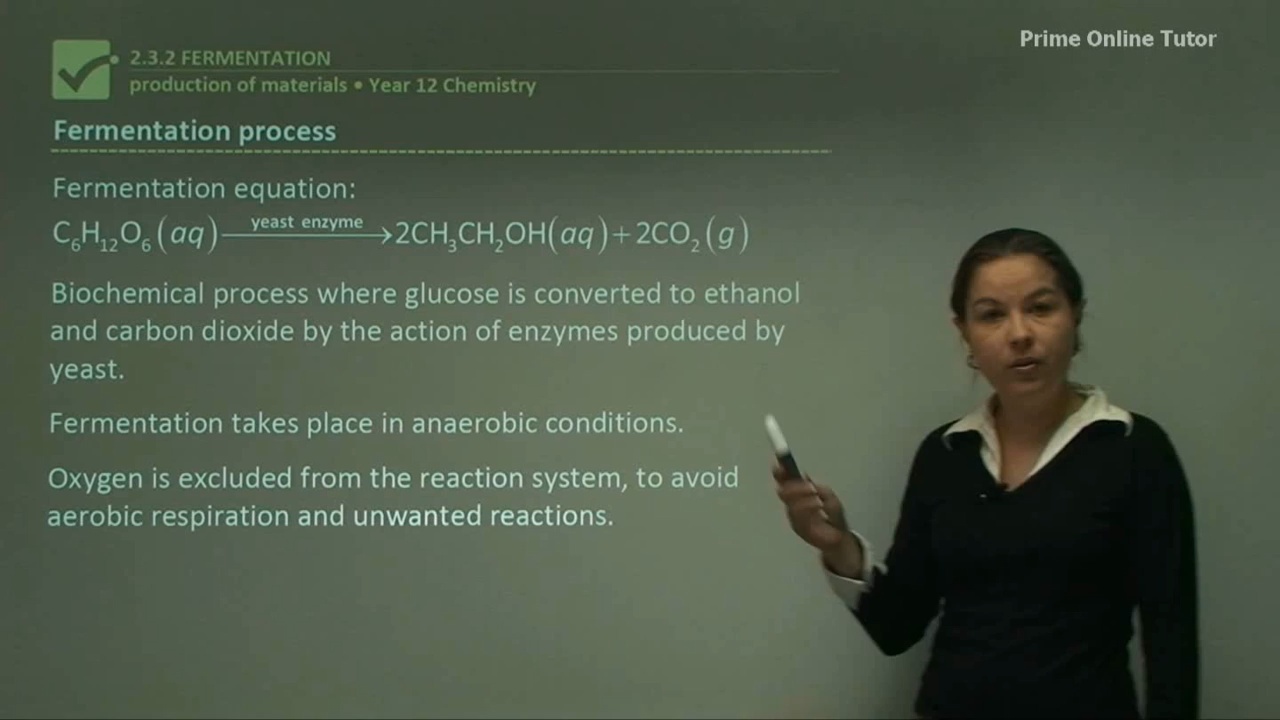 Prime Online Tutor
2.3.2 FERMENTATION
production of materials • Year 12 Chemistry
Fermentation process
Fermentation equation:
C₆H₁₂O₆(aq) yeast enzyme → 2CH₃CH₂OH(aq) + 2CO₂(g)
Biochemical process where glucose is converted to ethanol
and carbon dioxide by the action of enzymes produced by
yeast.
Fermentation takes place in anaerobic conditions.
Oxygen is excluded from the reaction system, to avoid
aerobic respiration and unwanted reactions.